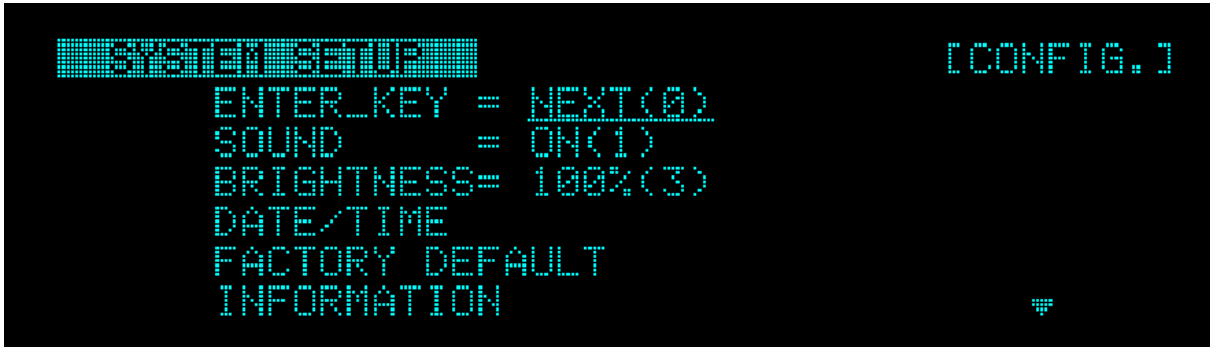 SYSTEM SETUP [CONFIG.]
ENTER_KEY = NEXT(0)
SOUND = ON(1)
BRIGHTNESS= 100%(3)
DATE/TIME
FACTORY DEFAULT
INFORMATION